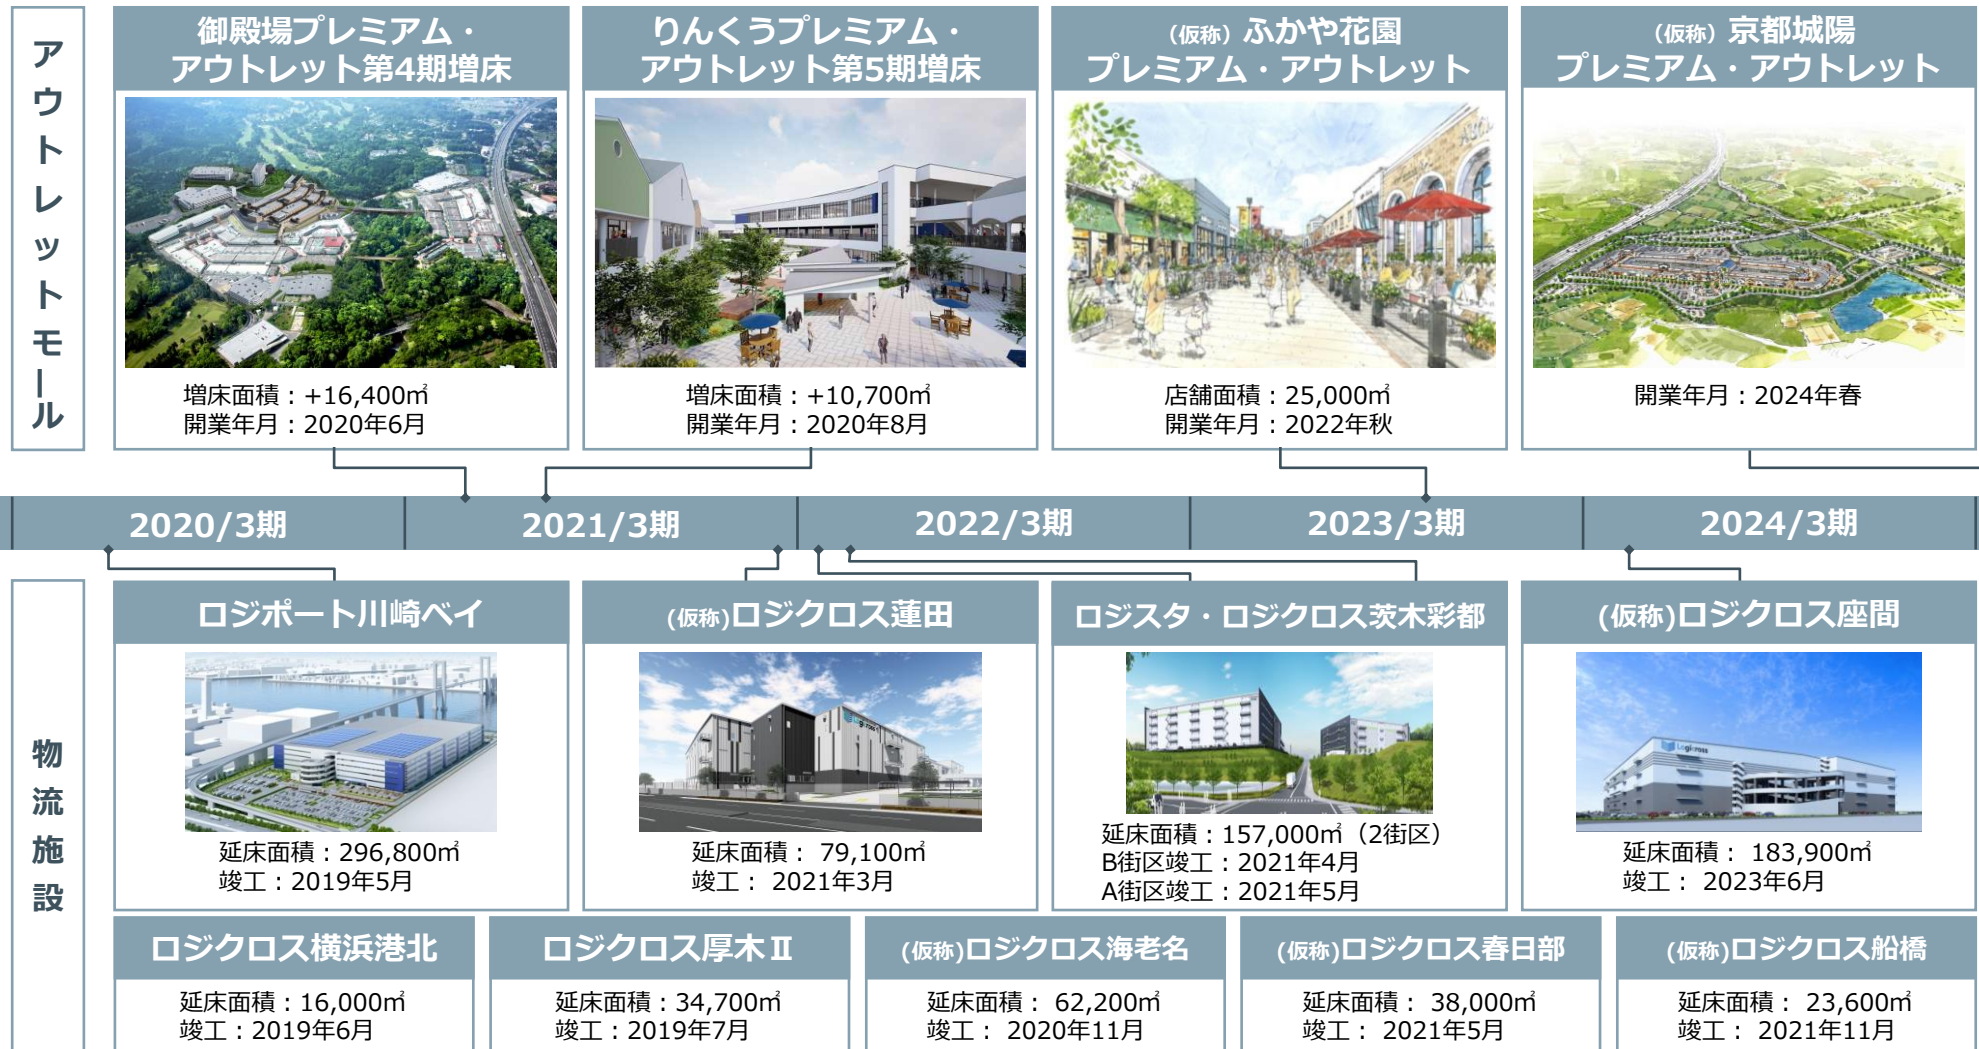 アウトレットモール
御殿場プレミアム・
アウトレット第4期増床
増床面積：+16,400㎡
開業年月：2020年6月
りんくうプレミアム・
アウトレット第5期増床
増床面積：+10,700㎡
開業年月：2020年8月
（仮称）ふかや花園
プレミアム・アウトレット
店舗面積：25,000㎡
開業年月：2022年秋
（仮称）京都城陽
プレミアム・アウトレット
開業年月：2024年春
2020/3期
2021/3期
2022/3期
2023/3期
2024/3期
物流施設
ロジポート川崎ベイ
延床面積：296,800㎡
竣工：2019年5月
(仮称)ロジクロス蓮田
Logicross
延床面積： 79,100㎡
竣工： 2021年3月
ロジスタ・ロジクロス茨木彩都
延床面積：157,000㎡（2街区）
B街区竣工：2021年4月
A街区竣工：2021年5月
(仮称)ロジクロス座間
Logicross
延床面積： 183,900㎡
竣工： 2023年6月
ロジクロス横浜港北
延床面積：16,000㎡
竣工：2019年6月
ロジクロス厚木Ⅱ
延床面積：34,700㎡
竣工：2019年7月
(仮称)ロジクロス海老名
延床面積： 62,200㎡
竣工： 2020年11月
(仮称)ロジクロス春日部
延床面積： 38,000㎡
竣工： 2021年5月
(仮称)ロジクロス船橋
延床面積： 23,600㎡
竣工： 2021年11月